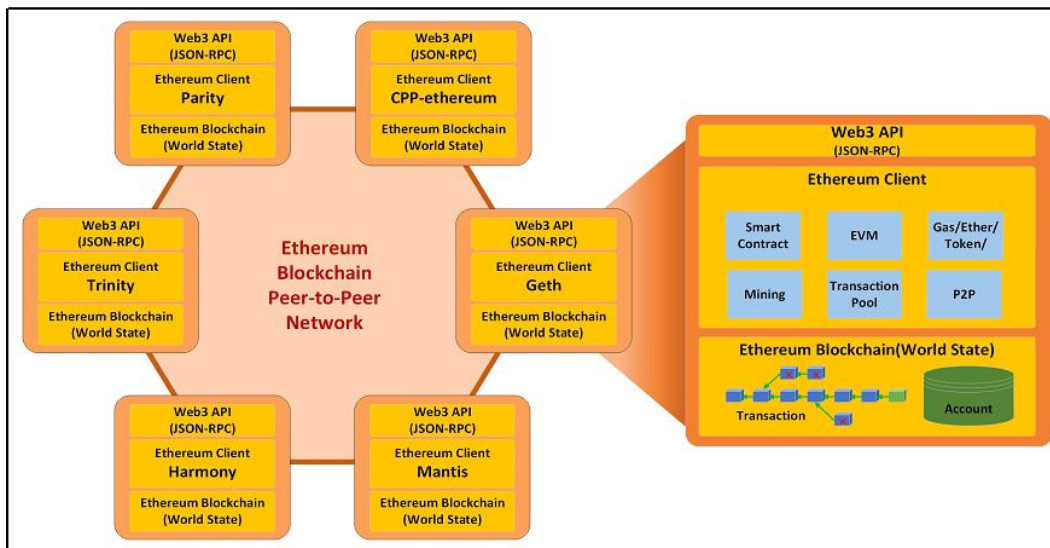 Web3 API
(JSON-RPC)
Ethereum Client
Parity
Ethereum Blockchain
(World State)
Web3 API
(JSON-RPC)
Ethereum Client
CPP-ethereum
Ethereum Blockchain
(World State)
Web3 API
(JSON-RPC)
Ethereum Client
Trinity
Ethereum Blockchain
(World State)
Ethereum
Blockchain
Peer-to-Peer
Network
Web3 API
(JSON-RPC)
Ethereum Client
Geth
Ethereum Blockchain
(World State)
Web3 API
(JSON-RPC)
Ethereum Client
Harmony
Ethereum Blockchain
(World State)
Web3 API
(JSON-RPC)
Ethereum Client
Mantis
Ethereum Blockchain
(World State)
Web3 API
(JSON-RPC)
Ethereum Client
Smart
Contract
EVM
Gas/Ether/
Token/
Mining
Transaction
Pool
P2P
Ethereum Blockchain(World State)
Transaction
Account